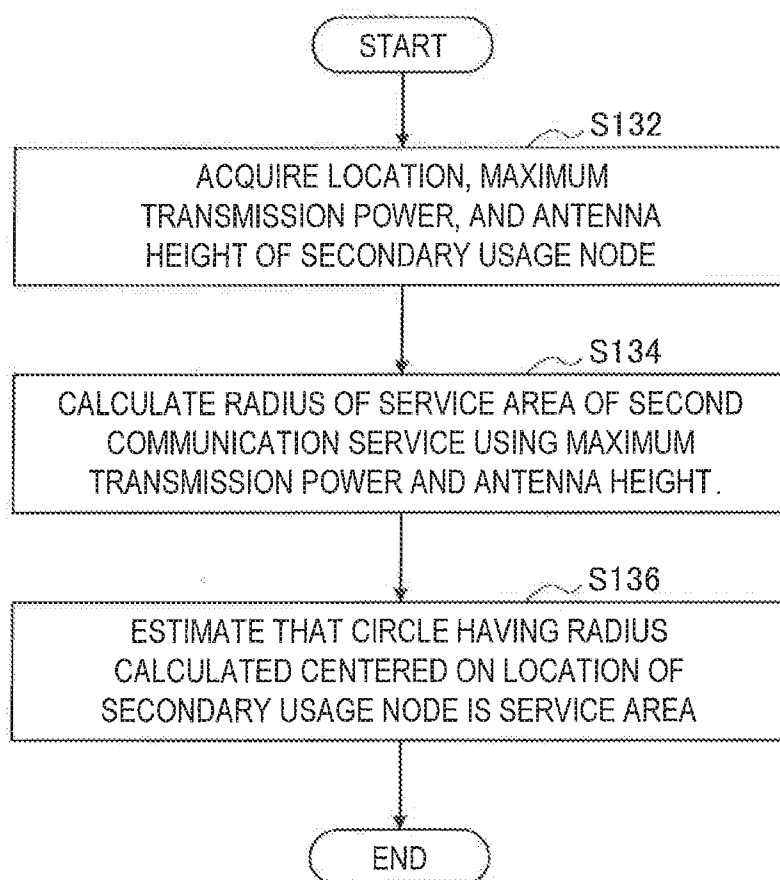 START
S132
ACQUIRE LOCATION, MAXIMUM
TRANSMISSION POWER, AND ANTENNA
HEIGHT OF SECONDARY USAGE NODE
S134
CALCULATE RADIUS OF SERVICE AREA OF SECOND
COMMUNICATION SERVICE USING MAXIMUM
TRANSMISSION POWER AND ANTENNA HEIGHT.
S136
ESTIMATE THAT CIRCLE HAVING RADIUS
CALCULATED CENTERED ON LOCATION OF
SECONDARY USAGE NODE IS SERVICE AREA
END